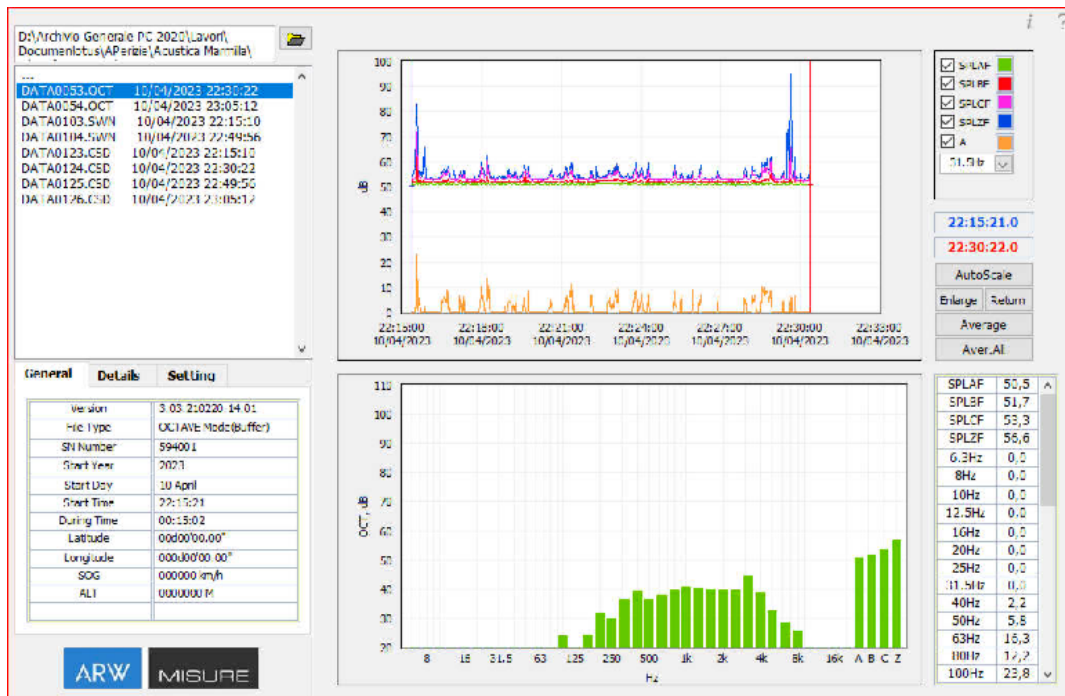 D:\Archivio Generale PC 2020\Lavori\
Documenlotus\APerizie\Acustica Marmila\
i ?
...
DATA0053.OCT 10/04/2023 22:30:22
DATA0054.OCT 10/04/2023 23:05:12
DATA0103.SWN 10/04/2023 22:15:10
DATA0104.SWN 10/04/2023 22:49:56
DATA0123.CSD 10/04/2023 22:15:10
DATA0124.CSD 10/04/2023 22:30:22
DATA0125.CSD 10/04/2023 22:49:56
DATA0126.CSD 10/04/2023 23:05:12
General Details Setting
Version 3.03.210220-14.01
File Type OCTAVE Mode(Buffer)
SN Number 594001
Start Year 2023
Start Day 10 April
Start Time 22:15:21
During Time 00:15:02
Latitude 00d00'00.00"
Longitude 000d00'00.00"
SOG 000000 km/h
ALT 0000000 M
ARW MISURE
dB
100
90
80
70
60
50
40
30
20
10
0
22:15:00 22:18:00 22:21:00 22:24:00 22:27:00 22:30:00 22:33:00
10/04/2023 10/04/2023 10/04/2023 10/04/2023 10/04/2023 10/04/2023 10/04/2023
OCT, dB
110
100
90
80
70
60
50
40
30
20
8 16 31.5 63 125 250 500 1k 2k 4k 8k 16k A B C Z
Hz
SPLAF
SPLBF
SPLCF
SPLZF
A
31.5Hz
22:15:21.0
22:30:22.0
AutoScale
Enlarge Return
Average
Aver.All
SPLAF 50,5
SPLBF 51,7
SPLCF 53,3
SPLZF 56,6
6.3Hz 0,0
8Hz 0,0
10Hz 0,0
12.5Hz 0,0
16Hz 0,0
20Hz 0,0
25Hz 0,0
31.5Hz 0,0
40Hz 2,2
50Hz 5,8
63Hz 16,3
80Hz 12,2
100Hz 23,8